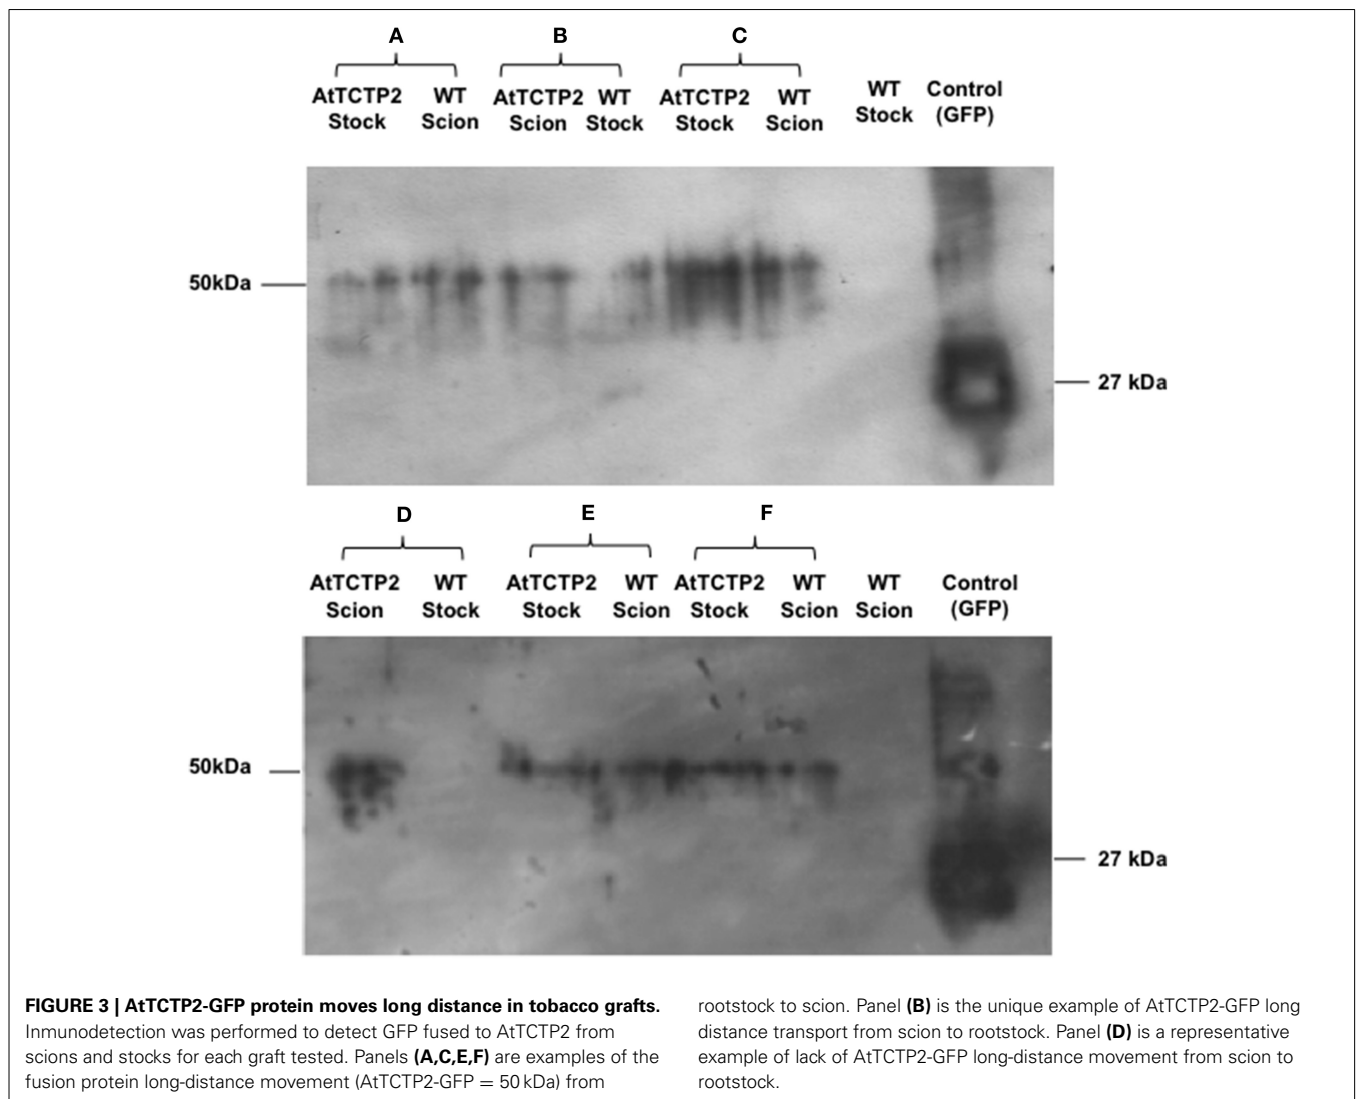 A B C
AtTCTP2 WT AtTCTP2 WT AtTCTP2 WT WT Control
Stock Scion Scion Stock Stock Scion Stock (GFP)
50kDa
27 kDa
D E F
AtTCTP2 WT AtTCTP2 WT AtTCTP2 WT WT Control
Scion Stock Stock Scion Stock Scion Scion (GFP)
50kDa
27 kDa
FIGURE 3 | AtTCTP2-GFP protein moves long distance in tobacco grafts.
Inmunodetection was performed to detect GFP fused to AtTCTP2 from
scions and stocks for each graft tested. Panels (A,C,E,F) are examples of the
fusion protein long-distance movement (AtTCTP2-GFP = 50 kDa) from
rootstock to scion. Panel (B) is the unique example of AtTCTP2-GFP long
distance transport from scion to rootstock. Panel (D) is a representative
example of lack of AtTCTP2-GFP long-distance movement from scion to
rootstock.